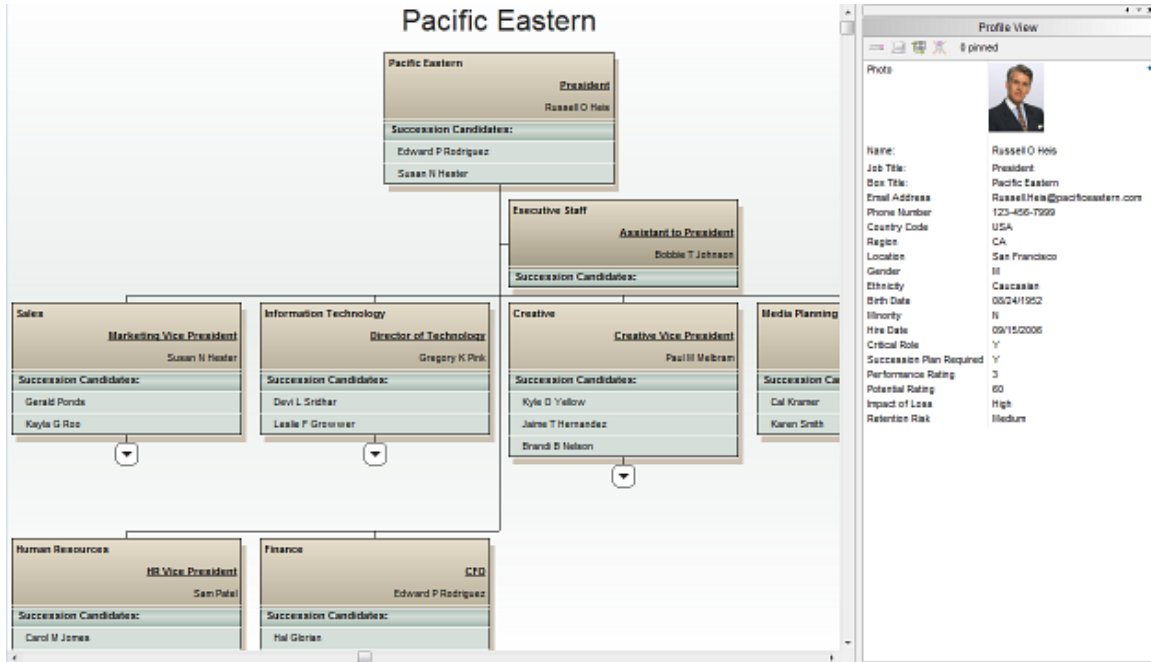 Pacific Eastern
Pacific Eastern
President
Russell O Heis
Succession Candidates:
Edward P Rodriguez
Susan N Hester
Executive Staff
Assistant to President
Bobbie T Johnson
Succession Candidates:
Sales
Marketing Vice President
Susan N Hester
Succession Candidates:
Gerald Ponds
Kayla G Roo
Information Technology
Director of Technology
Gregory K Pink
Succession Candidates:
Devi L Sridhar
Leslie F Growwer
Creative
Creative Vice President
Paul M Melbram
Succession Candidates:
Kyle O Yellow
Jaime T Hernandez
Brandi B Nelson
Media Planning
Succession Ca
Cal Kramer
Karen Smith
Human Resources
HR Vice President
Sam Patel
Succession Candidates:
Carol M Jomes
Finance
CFO
Edward P Rodriguez
Succession Candidates:
Hal Glorian
Profile View
0 pinned
Photo
Name: Russell O Heis
Job Title: President
Box Title: Pacific Eastern
Email Address Russell.Heis@pacificeastern.com
Phone Number 123-456-7999
Country Code USA
Region CA
Location San Francisco
Gender M
Ethnicity Caucasian
Birth Date 08/24/1952
Minority N
Hire Date 09/15/2006
Critical Role Y
Succession Plan Required Y
Performance Rating 3
Potential Rating 60
Impact of Loss High
Retention Risk Medium